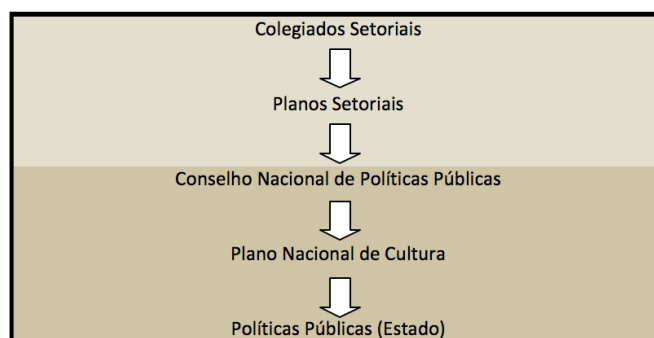 Colegiados Setoriais
Planos Setoriais
Conselho Nacional de Políticas Públicas
Plano Nacional de Cultura
Políticas Públicas (Estado)